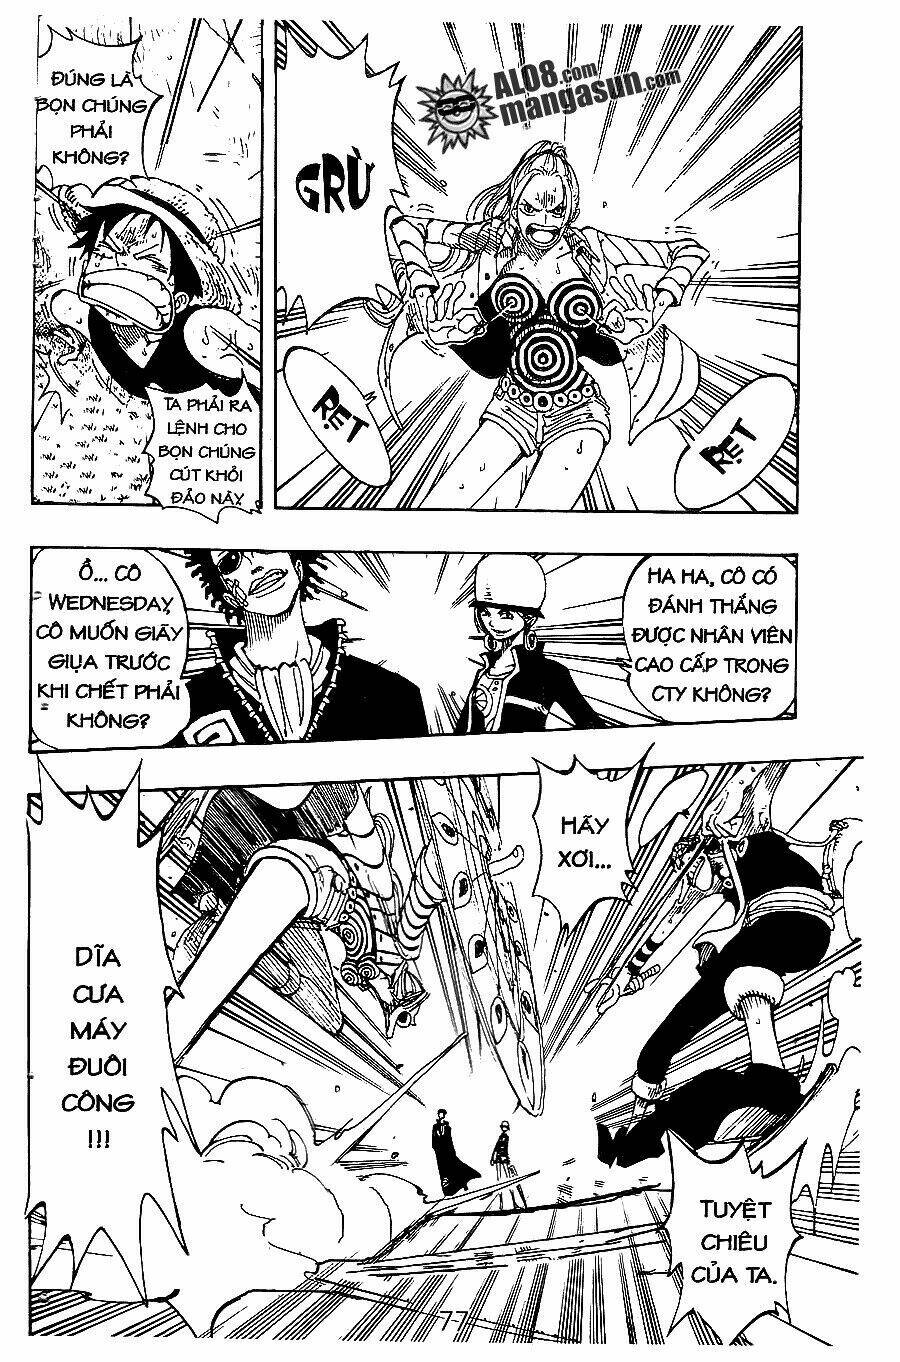 AL08.com
mangasun.com
GRỪ
RẸT
RẸT
ĐÚNG LÀ
BỌN CHÚNG
PHẢI
KHÔNG?
TA PHẢI RA
LỆNH CHO
BỌN CHÚNG
CÚT KHỎI
ĐẢO NÀY.
HA HA, CÔ CÓ
ĐÁNH THẮNG
ĐƯỢC NHÂN VIÊN
CAO CẤP TRONG
CTY KHÔNG?
Ồ... CÔ
WEDNESDAY,
CÔ MUỐN GIÃY
GIỤA TRƯỚC
KHI CHẾT PHẢI
KHÔNG?
HÃY
XƠI...
DĨA
CƯA
MÁY
ĐUÔI
CÔNG
!!!
TUYỆT
CHIÊU
CỦA TA.
77